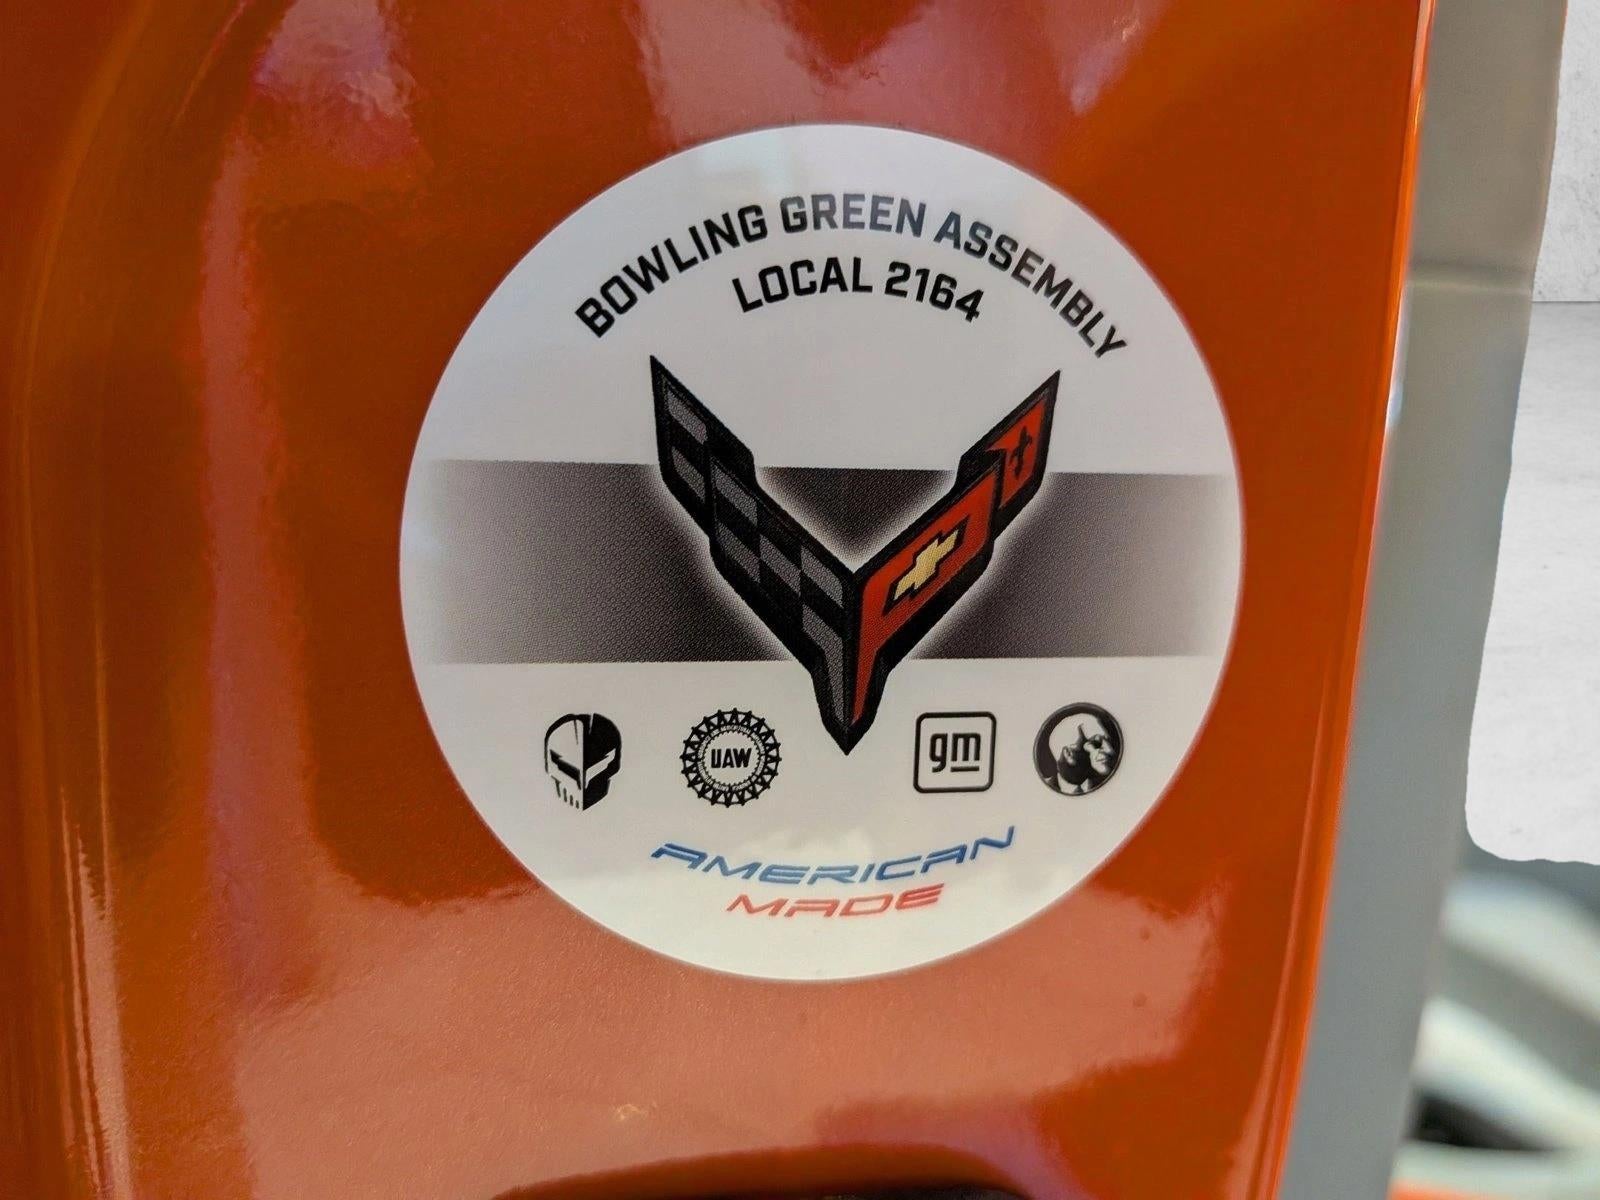 BOWLING GREEN ASSEMBLY
LOCAL 2164
UAW
gm
AMERICAN
MADE